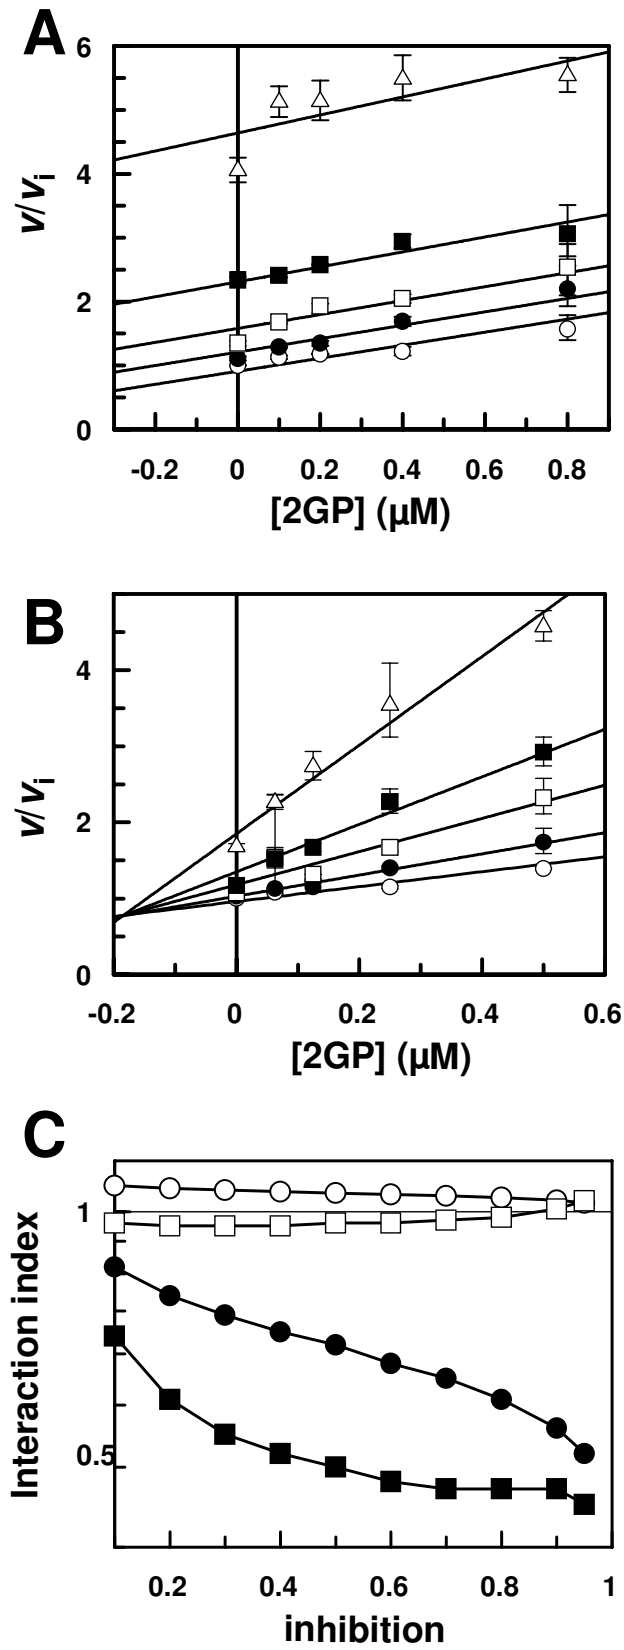 A
6
4
2
0
v/vi
-0.2 0 0.2 0.4 0.6 0.8
[2GP] (µM)
B
4
2
0
v/vi
-0.2 0 0.2 0.4 0.6
[2GP] (µM)
C
1
0.5
Interaction index
0.2 0.4 0.6 0.8 1
inhibition